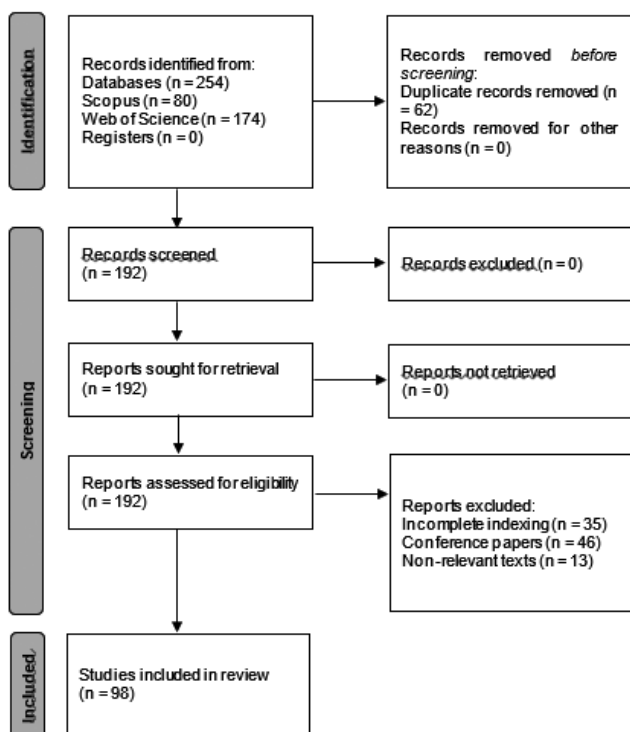 Identification
Records identified from:
Databases (n = 254)
Scopus (n = 80)
Web of Science (n = 174)
Registers (n = 0)
Records removed before
screening:
Duplicate records removed (n
= 62)
Records removed for other
reasons (n = 0)
Screening
Records screened
(n = 192)
Records excluded (n = 0)
Reports sought for retrieval
(n = 192)
Reports not retrieved
(n = 0)
Reports assessed for eligibility
(n = 192)
Reports excluded:
Incomplete indexing (n = 35)
Conference papers (n = 46)
Non-relevant texts (n = 13)
Included
Studies included in review
(n = 98)